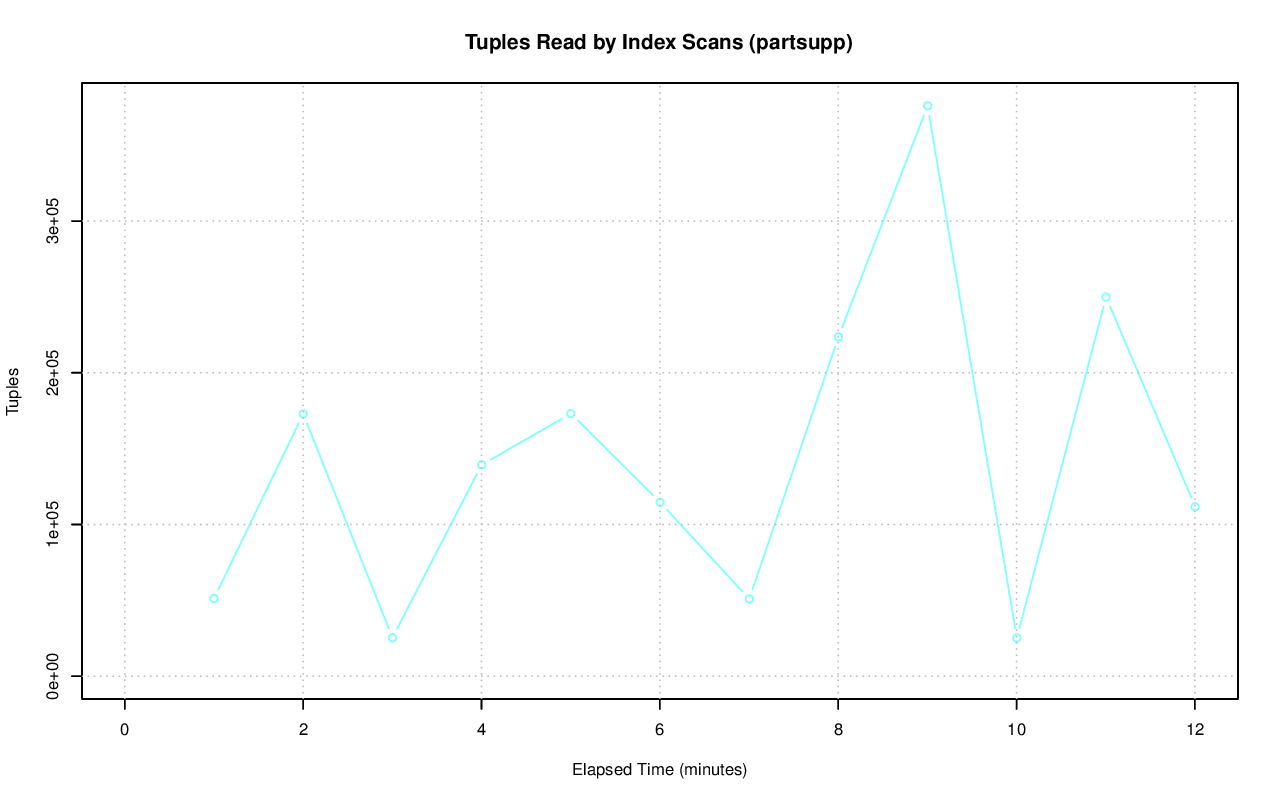 Tuples Read by Index Scans (partsupp)
Tuples
3e+05
2e+05
1e+05
0e+00
0 2 4 6 8 10 12
Elapsed Time (minutes)